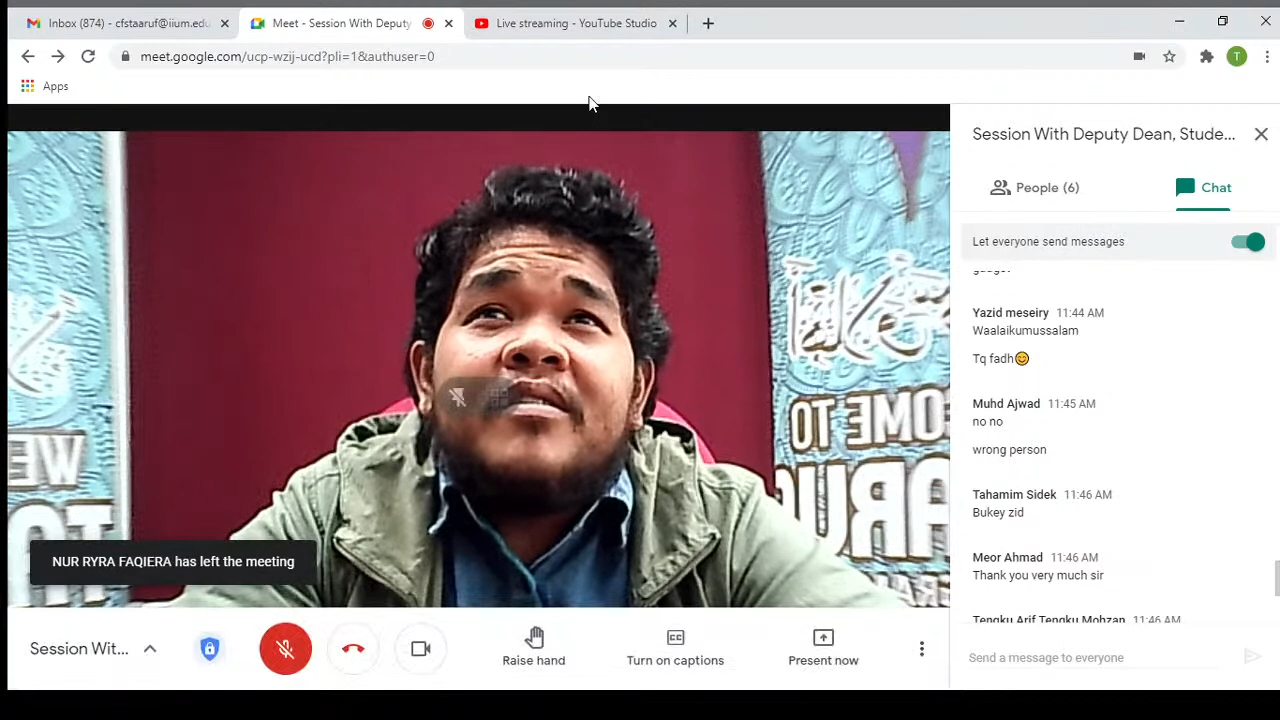 Inbox (874) - cfstaaruf@iium.edu
Meet - Session With Deputy
Live streaming - YouTube Studio
meet.google.com/ucp-wzij-ucd?pli=1&authuser=0
T
Apps
Session With Deputy Dean, Stude...
People (6)
Chat
Let everyone send messages
Yazid meseiry 11:44 AM
Waalaikumussalam
Tq fadh😊
Muhd Ajwad 11:45 AM
no no
wrong person
Tahamim Sidek 11:46 AM
Bukey zid
Meor Ahmad 11:46 AM
Thank you very much sir
Tengku Arif Tengku Mohzan 11:46 AM
Send a message to everyone
WE
TO
OME TO
NUR RYRA FAQIERA has left the meeting
Session Wit...
Raise hand
CC
Turn on captions
Present now